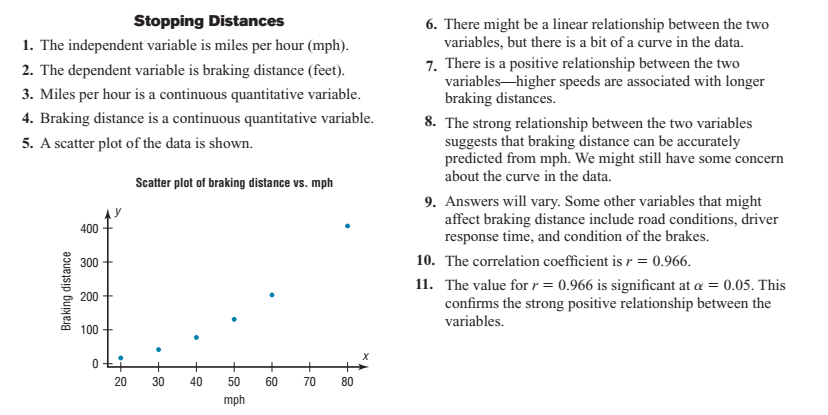 Stopping Distances
1. The independent variable is miles per hour (mph).
2. The dependent variable is braking distance (feet).
3. Miles per hour is a continuous quantitative variable.
4. Braking distance is a continuous quantitative variable.
5. A scatter plot of the data is shown.
Scatter plot of braking distance vs. mph
y
400
300
200
100
0
Braking distance
x
20 30 40 50 60 70 80
mph
6. There might be a linear relationship between the two
variables, but there is a bit of a curve in the data.
7. There is a positive relationship between the two
variables—higher speeds are associated with longer
braking distances.
8. The strong relationship between the two variables
suggests that braking distance can be accurately
predicted from mph. We might still have some concern
about the curve in the data.
9. Answers will vary. Some other variables that might
affect braking distance include road conditions, driver
response time, and condition of the brakes.
10. The correlation coefficient is r = 0.966.
11. The value for r = 0.966 is significant at α = 0.05. This
confirms the strong positive relationship between the
variables.